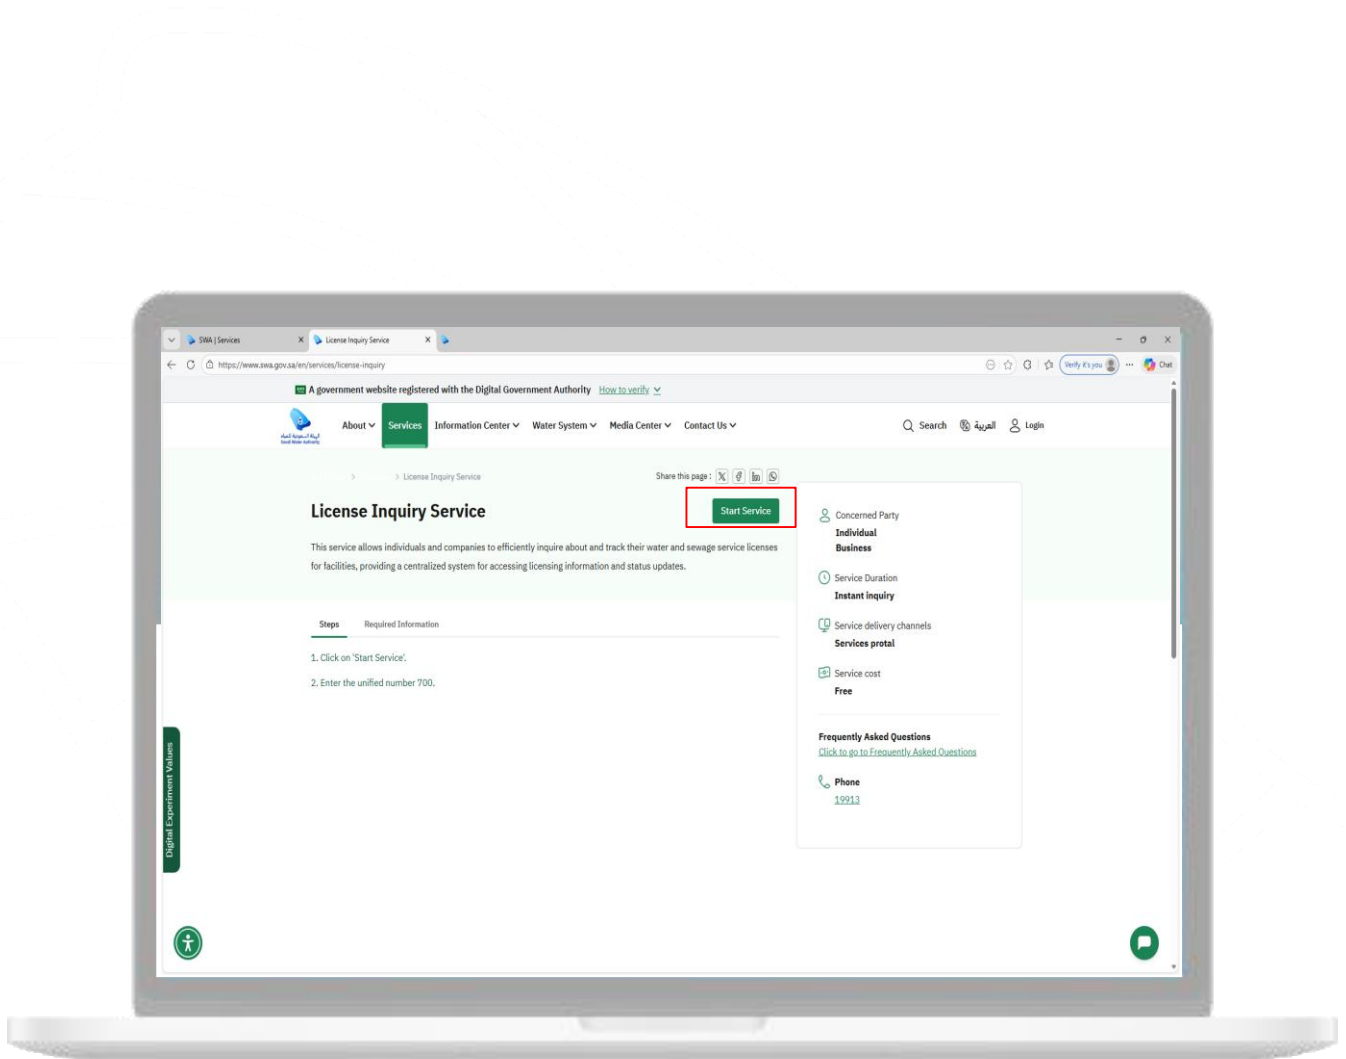 SWA | Services
License Inquiry Service
https://www.swa.gov.sa/en/services/license-inquiry
Verify it's you
Chat
A government website registered with the Digital Government Authority How to verify
الهيئة السعودية للمياه
Saudi Water Authority
About
Services
Information Center
Water System
Media Center
Contact Us
Search
العربية
Login
> > License Inquiry Service
Share this page :
License Inquiry Service
Start Service
This service allows individuals and companies to efficiently inquire about and track their water and sewage service licenses
for facilities, providing a centralized system for accessing licensing information and status updates.
Steps
Required Information
1. Click on 'Start Service'.
2. Enter the unified number 700.
Concerned Party
Individual
Business
Service Duration
Instant inquiry
Service delivery channels
Services protal
Service cost
Free
Frequently Asked Questions
Click to go to Frequently Asked Questions
Phone
19913
Digital Experiment Values